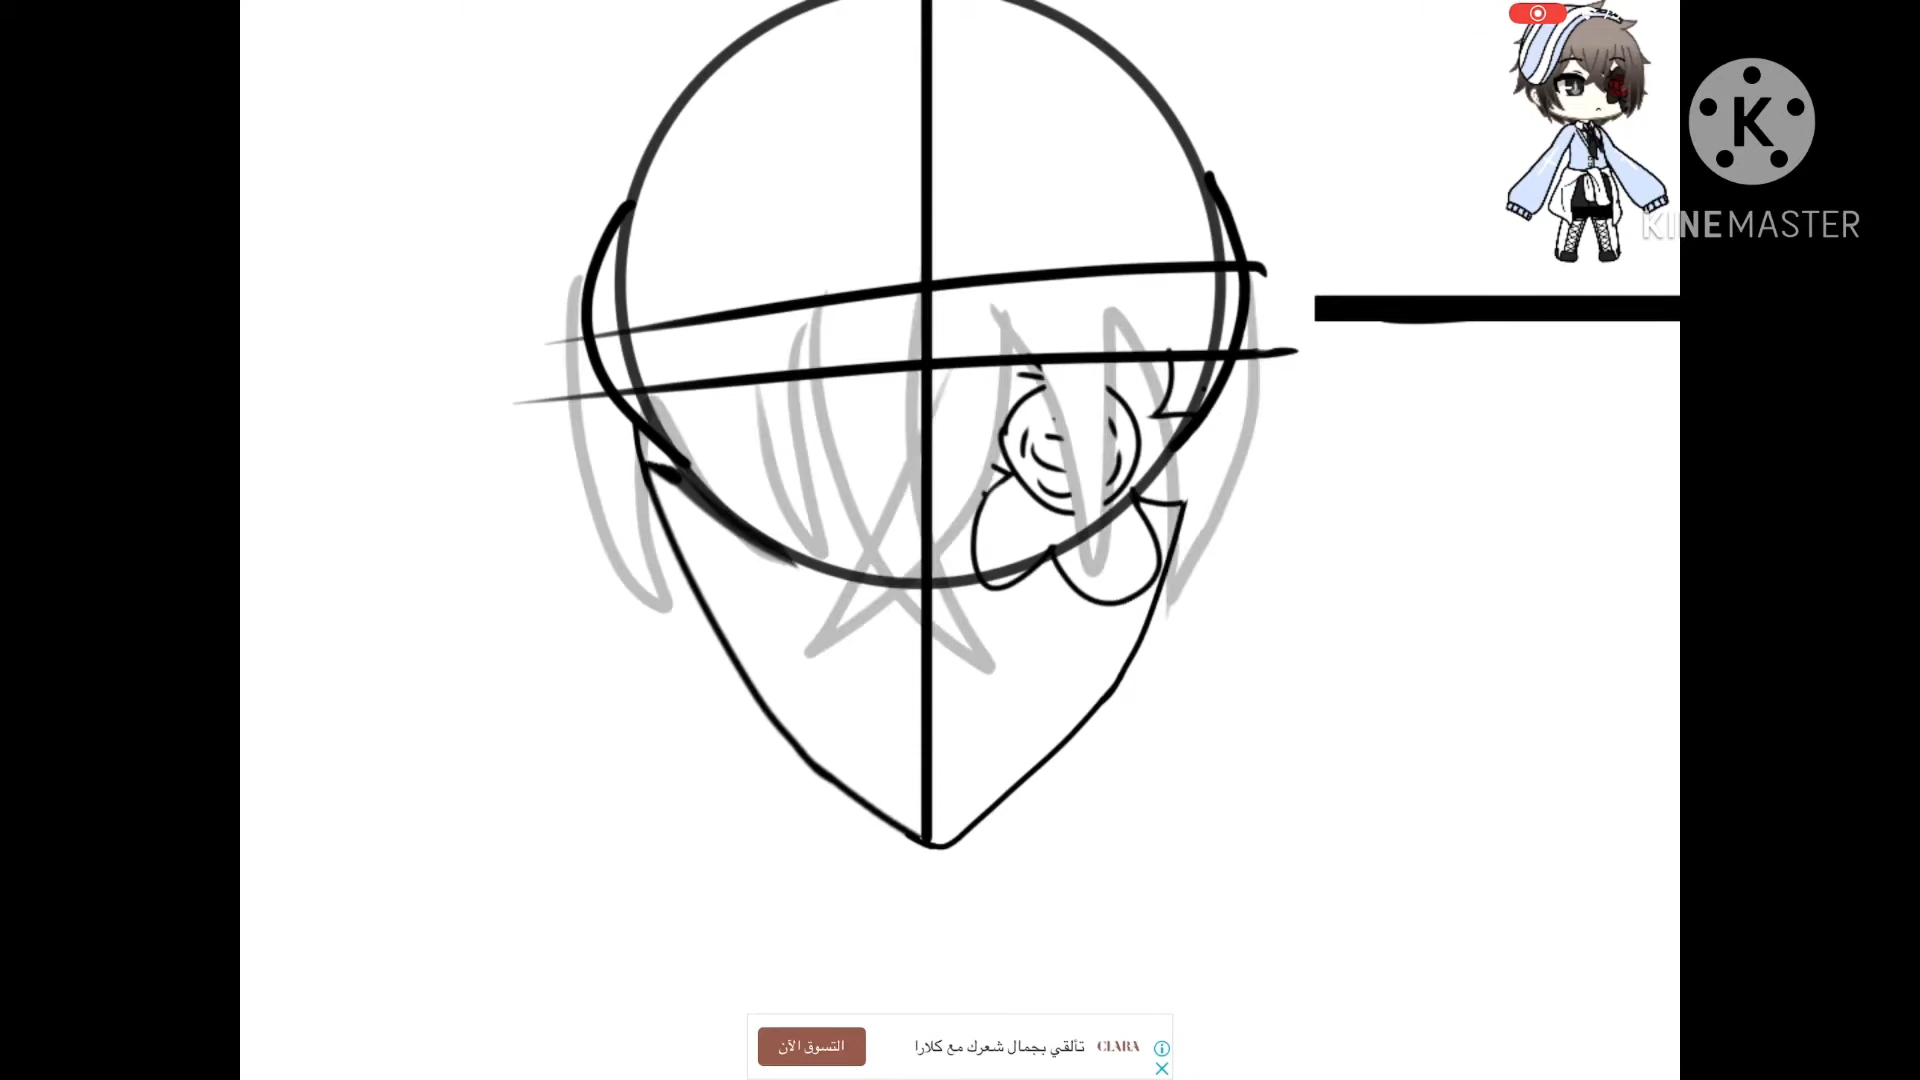 K
KINEMASTER
التسوق الآن
تألقي بجمال شعرك مع كلارا
CLARA